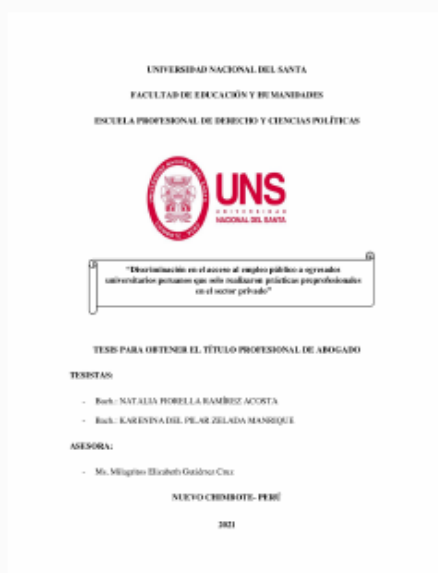 UNIVERSIDAD NACIONAL DEL SANTA
FACULTAD DE EDUCACIÓN Y HUMANIDADES
ESCUELA PROFESIONAL DE DERECHO Y CIENCIAS POLÍTICAS
UNS
UNIVERSIDAD
NACIONAL DEL SANTA
"Discriminación en el acceso al empleo público a egresados
universitarios peruanos que solo realizaron prácticas preprofesionales
en el sector privado"
TESIS PARA OBTENER EL TÍTULO PROFESIONAL DE ABOGADO
TESISTAS:
- Bach.: NATALIA FIORELLA RAMÍREZ ACOSTA
- Bach.: KARENINA DEL PILAR ZELADA MANRIQUE
ASESORA:
- Ms. Milagritos Elizabeth Gutiérrez Cruz
NUEVO CHIMBOTE- PERÚ
2021